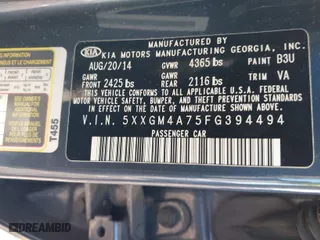 MANUFACTURED BY
KIA KIA MOTORS MANUFACTURING GEORGIA, INC.
AUG/20/14 GVWR 4365 lbs PAINT B3U
GAWR GAWR
FRONT 2425 lbs REAR 2116 lbs TRIM VA
THIS VEHICLE CONFORMS TO ALL APPLICABLE U.S.A. FEDERAL MOTOR
VEHICLE SAFETY, BUMPER, AND THEFT PREVENTION STANDARDS IN
EFFECT ON THE DATE OF MANUFACTURE SHOWN ABOVE.
V.I.N. 5XXGM4A75FG394494
PASSENGER CAR
T455
© DREAMBID